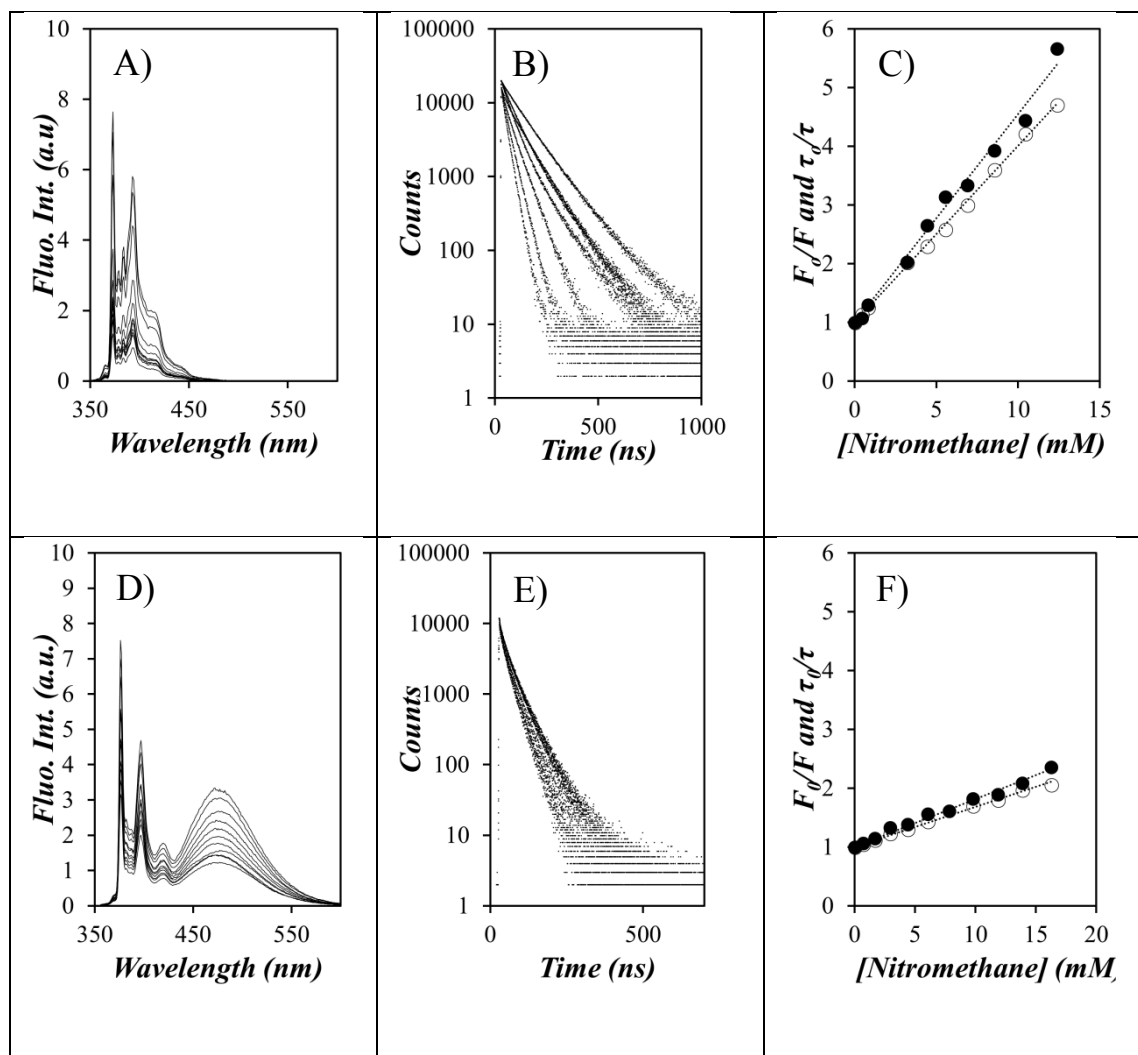 A)
Fluo. Int. (a.u)
10
8
6
4
2
0
350 450 550
Wavelength (nm)
B)
Counts
100000
10000
1000
100
10
1
0 500 1000
Time (ns)
C)
F0/F and τ0/τ
6
5
4
3
2
1
0
0 5 10 15
[Nitromethane] (mM)
D)
Fluo. Int. (a.u.)
10
9
8
7
6
5
4
3
2
1
0
350 450 550
Wavelength (nm)
E)
Counts
100000
10000
1000
100
10
1
0 500
Time (ns)
F)
F0/F and τ0/τ
6
5
4
3
2
1
0
0 5 10 15 20
[Nitromethane] (mM)